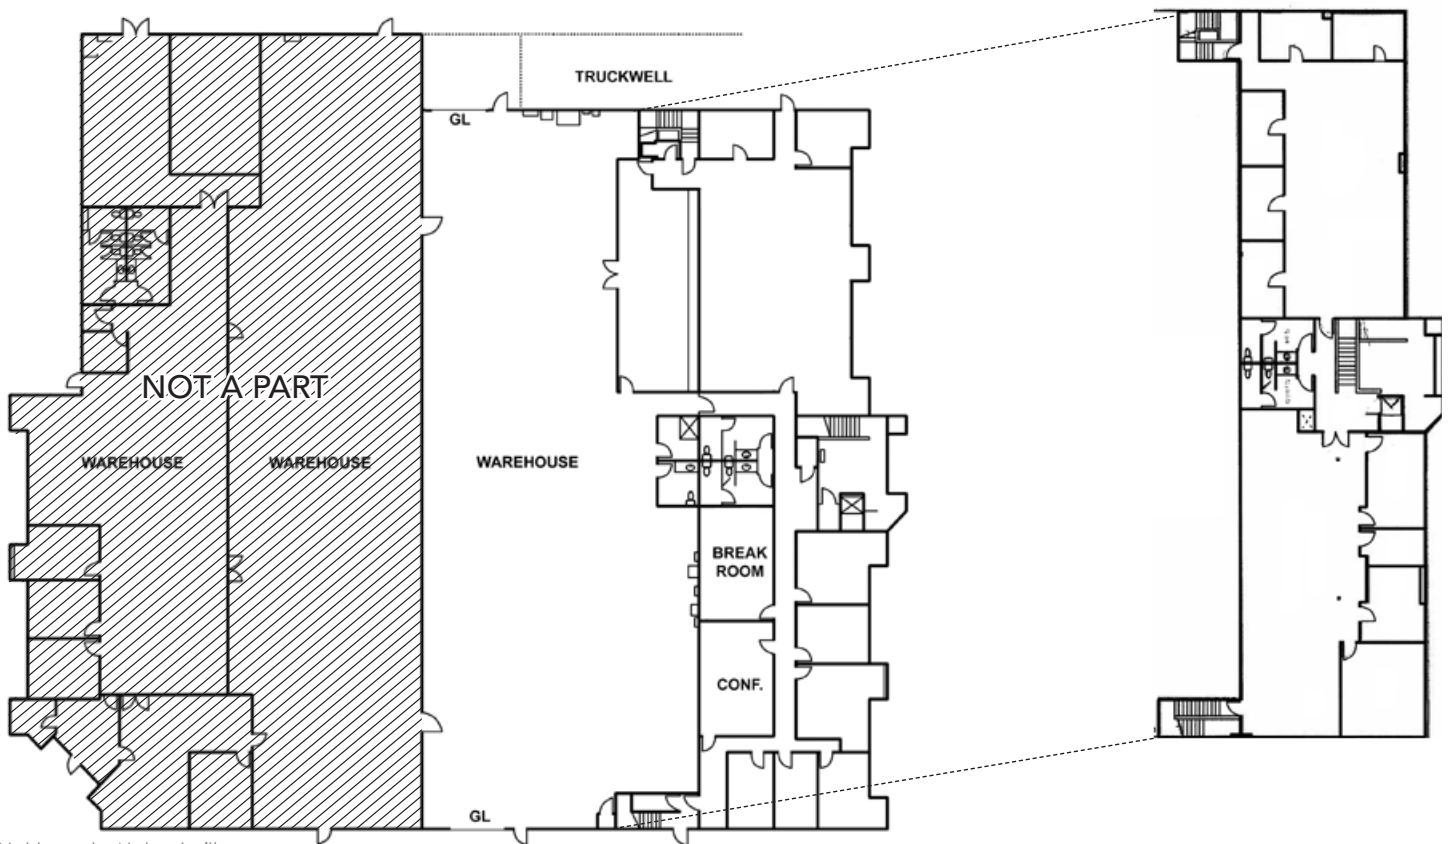 TRUCKWELL
GL
NOT A PART
WAREHOUSE
WAREHOUSE
WAREHOUSE
BREAK
ROOM
CONF.
GL